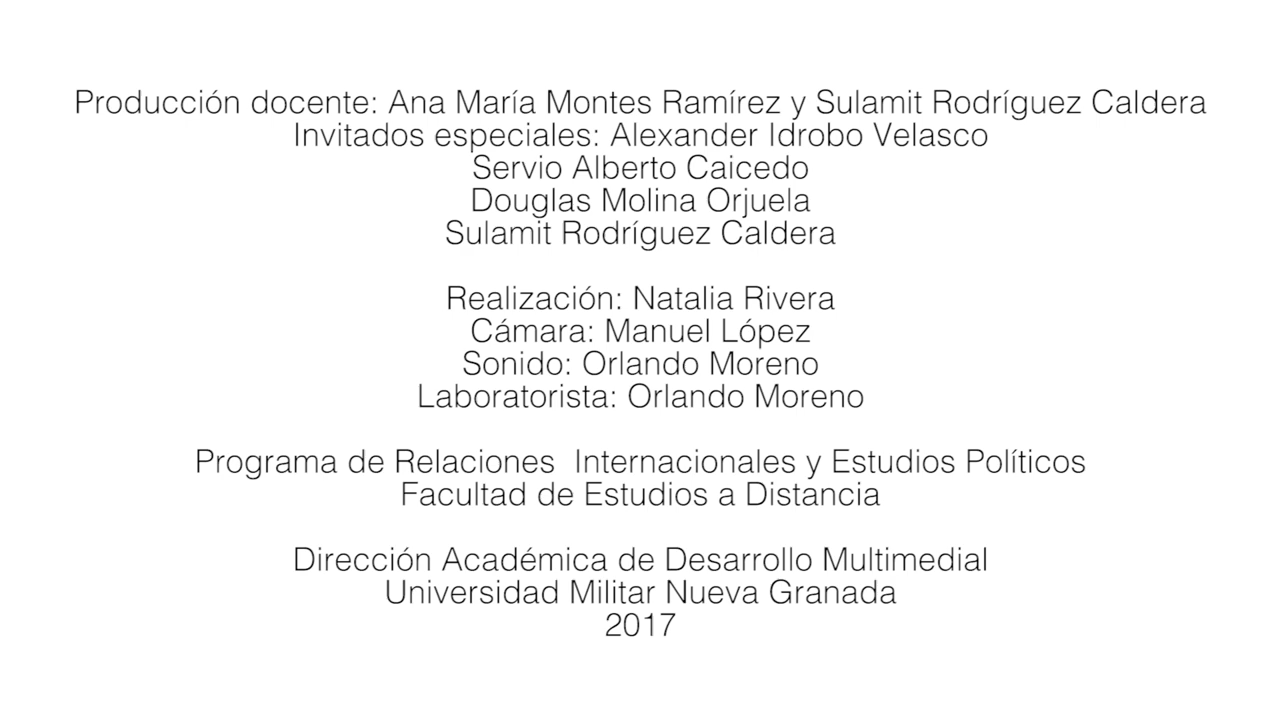 Producción docente: Ana María Montes Ramírez y Sulamit Rodríguez Caldera
Invitados especiales: Alexander Idrobo Velasco
Servio Alberto Caicedo
Douglas Molina Orjuela
Sulamit Rodríguez Caldera
Realización: Natalia Rivera
Cámara: Manuel López
Sonido: Orlando Moreno
Laboratorista: Orlando Moreno
Programa de Relaciones  Internacionales y Estudios Políticos
Facultad de Estudios a Distancia
Dirección Académica de Desarrollo Multimedial
Universidad Militar Nueva Granada
2017